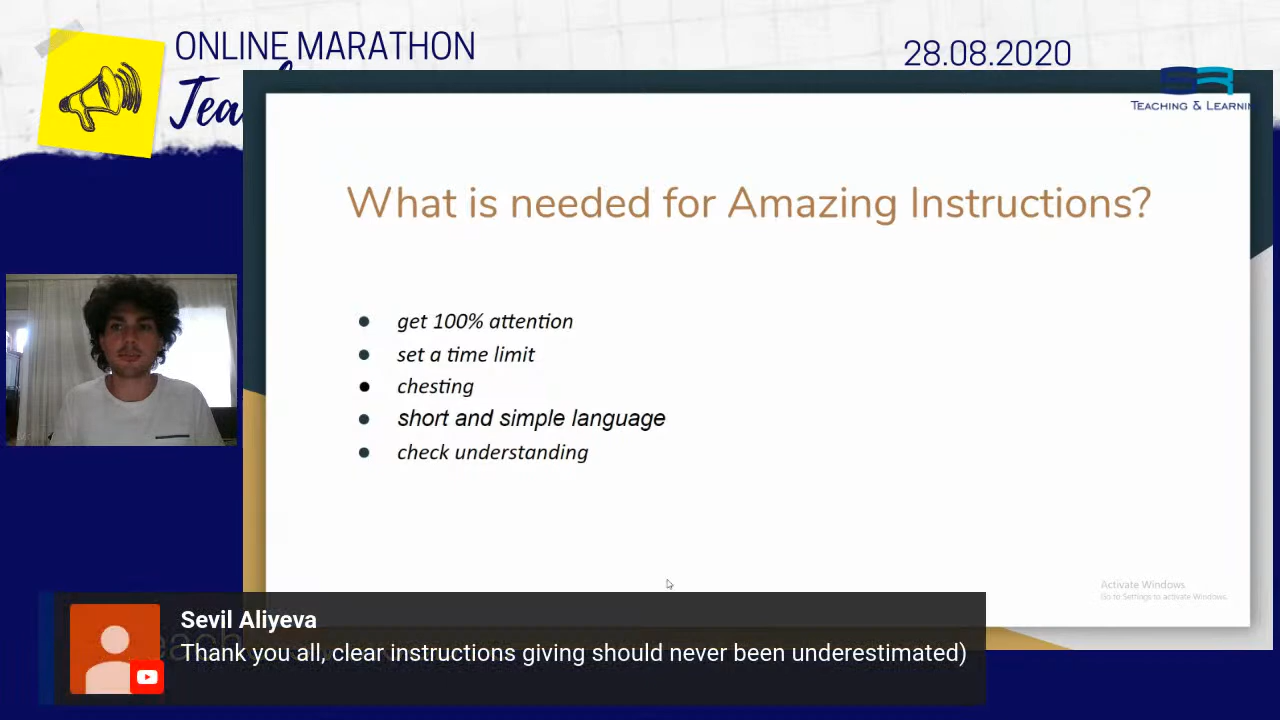 ONLINE MARATHON
28.08.2020
Tea
TEACHING & LEARNIN
What is needed for Amazing Instructions?
get 100% attention
set a time limit
chesting
short and simple language
check understanding
Activate Windows
Go to Settings to activate Windows.
Sevil Aliyeva
Thank you all, clear instructions giving should never been underestimated)